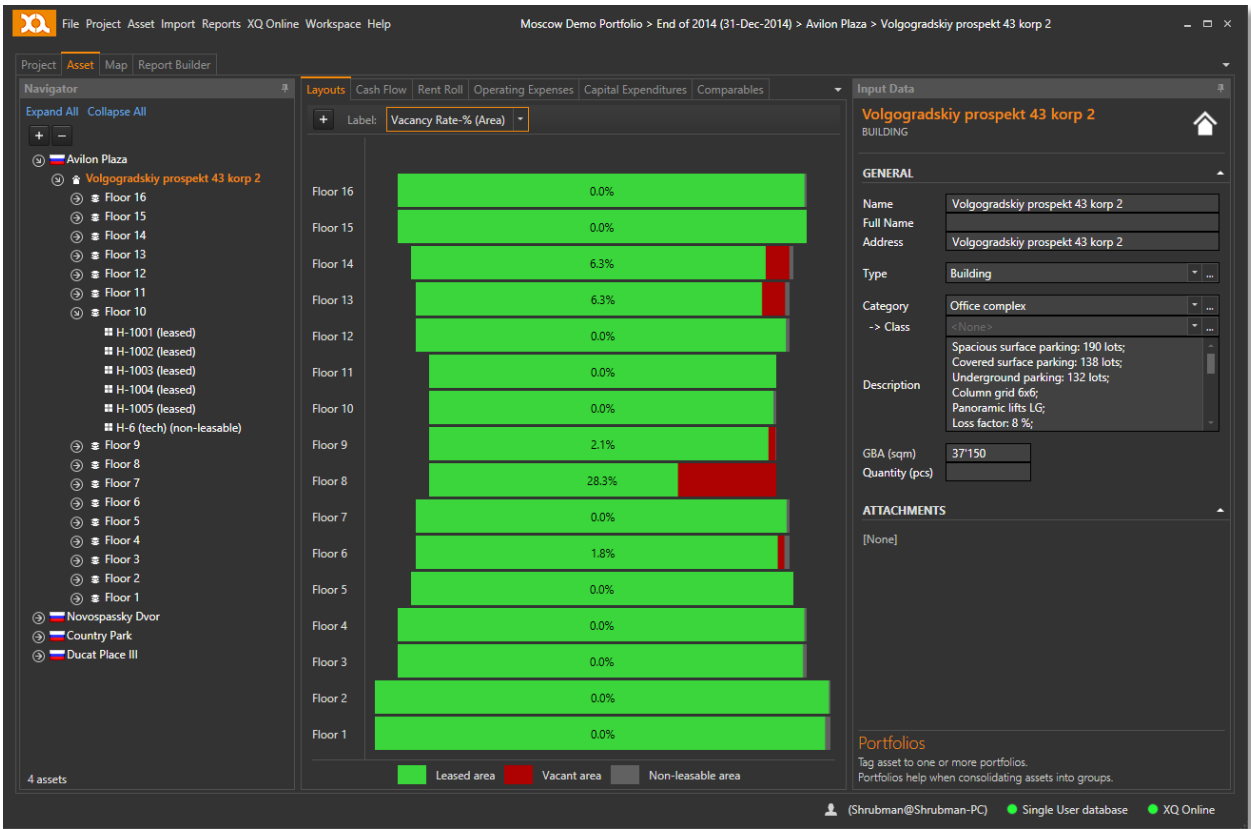 XQ File Project Asset Import Reports XQ Online Workspace Help Moscow Demo Portfolio > End of 2014 (31-Dec-2014) > Avilon Plaza > Volgogradskiy prospekt 43 korp 2
Project Asset Map Report Builder
Navigator
Expand All Collapse All
+ −
Avilon Plaza
Volgogradskiy prospekt 43 korp 2
Floor 16
Floor 15
Floor 14
Floor 13
Floor 12
Floor 11
Floor 10
H-1001 (leased)
H-1002 (leased)
H-1003 (leased)
H-1004 (leased)
H-1005 (leased)
H-6 (tech) (non-leasable)
Floor 9
Floor 8
Floor 7
Floor 6
Floor 5
Floor 4
Floor 3
Floor 2
Floor 1
Novospassky Dvor
Country Park
Ducat Place III
4 assets
Layouts Cash Flow Rent Roll Operating Expenses Capital Expenditures Comparables
+ Label: Vacancy Rate-% (Area)
Floor 16 0.0%
Floor 15 0.0%
Floor 14 6.3%
Floor 13 6.3%
Floor 12 0.0%
Floor 11 0.0%
Floor 10 0.0%
Floor 9 2.1%
Floor 8 28.3%
Floor 7 0.0%
Floor 6 1.8%
Floor 5 0.0%
Floor 4 0.0%
Floor 3 0.0%
Floor 2 0.0%
Floor 1 0.0%
Leased area Vacant area Non-leasable area
Input Data
Volgogradskiy prospekt 43 korp 2
BUILDING
GENERAL
Name Volgogradskiy prospekt 43 korp 2
Full Name
Address Volgogradskiy prospekt 43 korp 2
Type Building ...
Category Office complex ...
-> Class <None> ...
Description
Spacious surface parking: 190 lots;
Covered surface parking: 138 lots;
Underground parking: 132 lots;
Column grid 6x6;
Panoramic lifts LG;
Loss factor: 8 %;
GBA (sqm) 37'150
Quantity (pcs)
ATTACHMENTS
[None]
Portfolios
Tag asset to one or more portfolios.
Portfolios help when consolidating assets into groups.
(Shrubman@Shrubman-PC) Single User database XQ Online